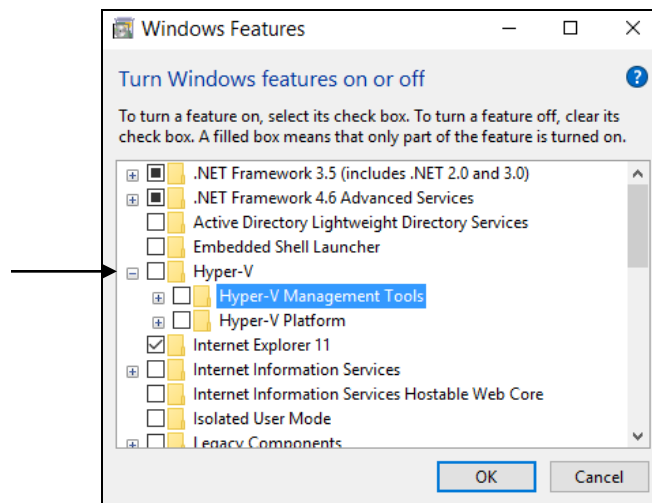 Windows Features
Turn Windows features on or off
?
To turn a feature on, select its check box. To turn a feature off, clear its
check box. A filled box means that only part of the feature is turned on.
.NET Framework 3.5 (includes .NET 2.0 and 3.0)
.NET Framework 4.6 Advanced Services
Active Directory Lightweight Directory Services
Embedded Shell Launcher
Hyper-V
Hyper-V Management Tools
Hyper-V Platform
Internet Explorer 11
Internet Information Services
Internet Information Services Hostable Web Core
Isolated User Mode
Legacy Components
OK Cancel